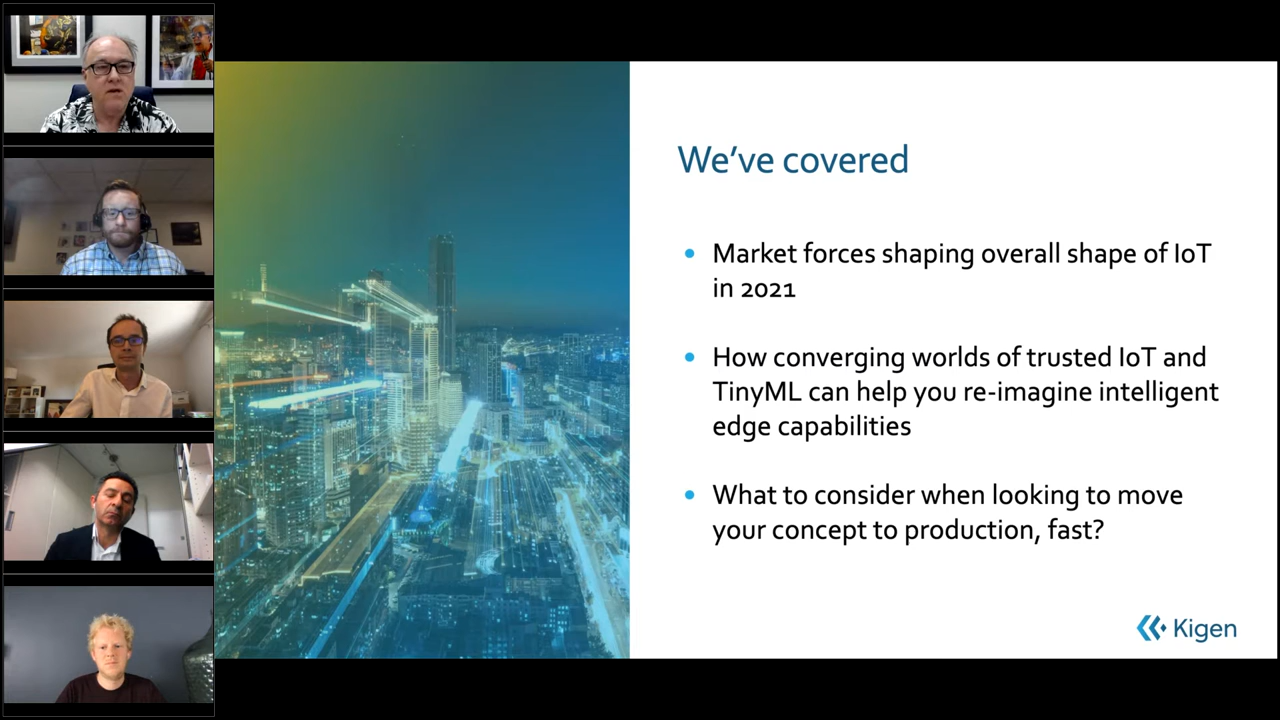 We've covered
• Market forces shaping overall shape of IoT
in 2021
• How converging worlds of trusted IoT and
TinyML can help you re-imagine intelligent
edge capabilities
• What to consider when looking to move
your concept to production, fast?
Kigen